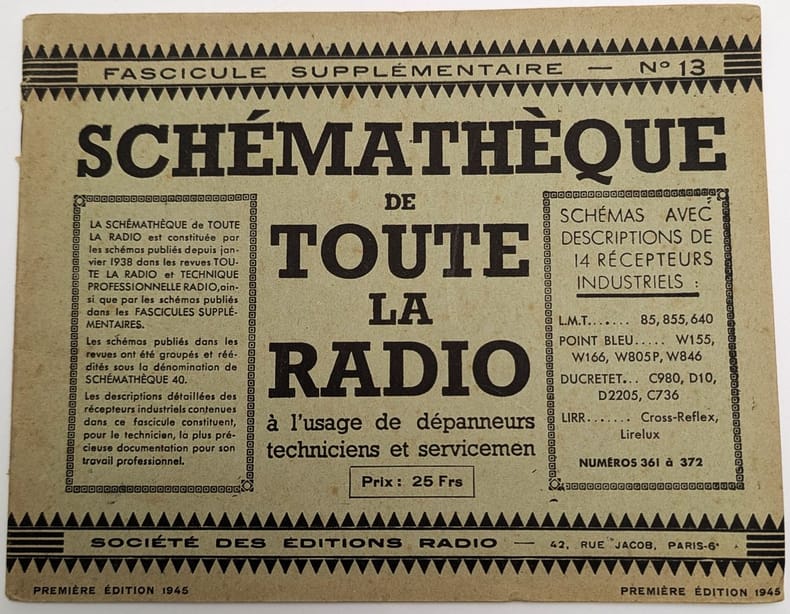 FASCICULE SUPPLÉMENTAIRE — Nº 13
SCHÉMATHÈQUE
DE
TOUTE
LA
RADIO
à l'usage de dépanneurs
techniciens et servicemen
Prix : 25 Frs
LA SCHÉMATHÈQUE de TOUTE
LA RADIO est constituée par
les schémas publiés depuis jan-
vier 1938 dans les revues TOU-
TE LA RADIO et TECHNIQUE
PROFESSIONNELLE RADIO, ain-
si que par les schémas publiés
dans les FASCICULES SUPPLÉ-
MENTAIRES.
Les schémas publiés dans les
revues ont été groupés et réé-
dités sous la dénomination de
SCHÉMATHÈQUE 40.
Les descriptions détaillées des
récepteurs industriels contenues
dans ce fascicule constituent,
pour le technicien, la plus pré-
cieuse documentation pour son
travail professionnel.
SCHÉMAS AVEC
DESCRIPTIONS DE
14 RÉCEPTEURS
INDUSTRIELS :
L.M.T....... 85, 855, 640
POINT BLEU..... W155,
W166, W805P, W846
DUCRETET... C980, D10,
D2205, C736
LIRR....... Cross-Reflex,
Lirelux
NUMÉROS 361 à 372
SOCIÉTÉ DES ÉDITIONS RADIO — 42, RUE JACOB, PARIS-6e
PREMIÈRE ÉDITION 1945
PREMIÈRE ÉDITION 1945